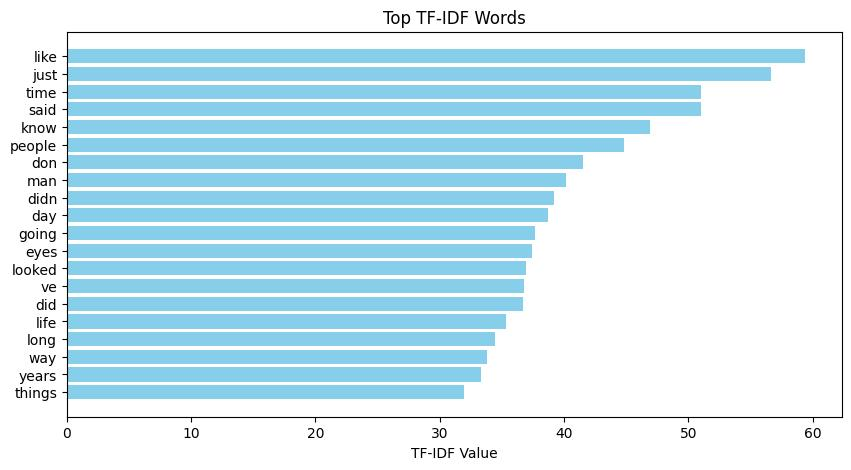 Top TF-IDF Words
like
just
time
said
know
people
don
man
didn
day
going
eyes
looked
ve
did
life
long
way
years
things
0 10 20 30 40 50 60
TF-IDF Value